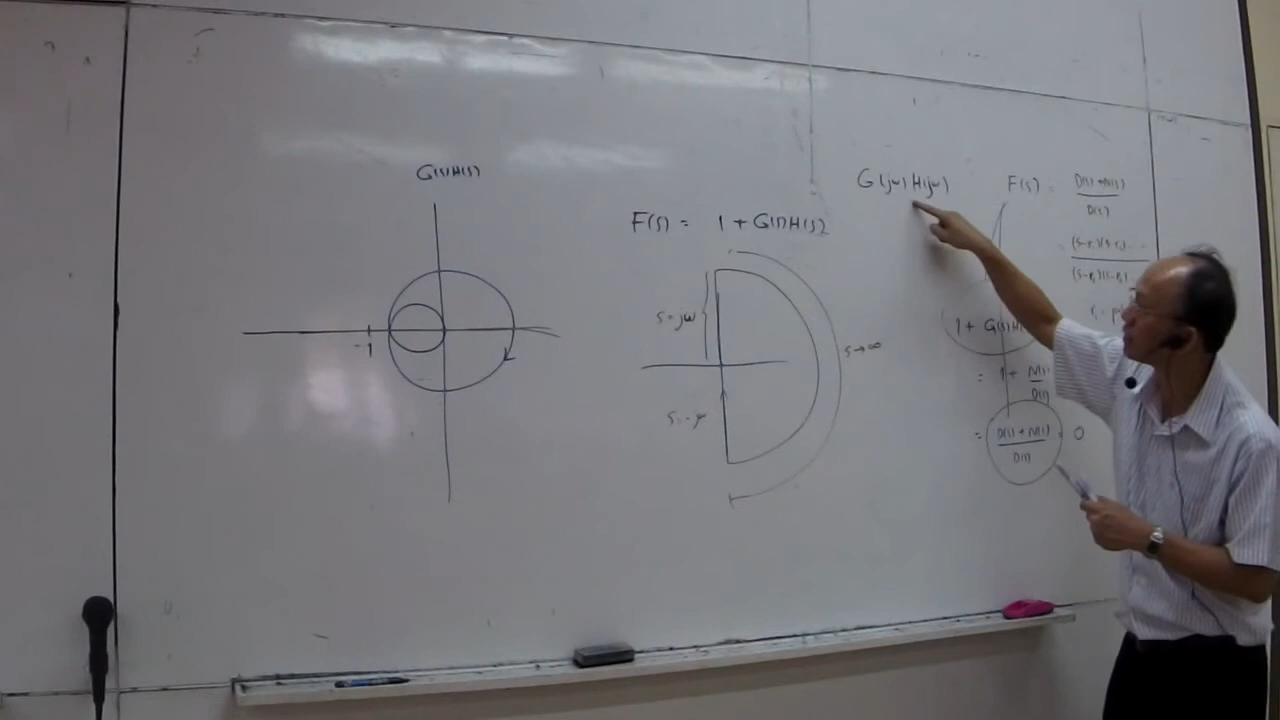 G(s)H(s)
-1
F(s) = 1 + G(s)H(s)
s=jω
s→∞
G(jω)H(jω)
F(s) = D(s)+N(s)
D(s)
1 + G(s)H
= 1 + N(s)
D(s)
= D(s) + N(s) = 0
D(s)